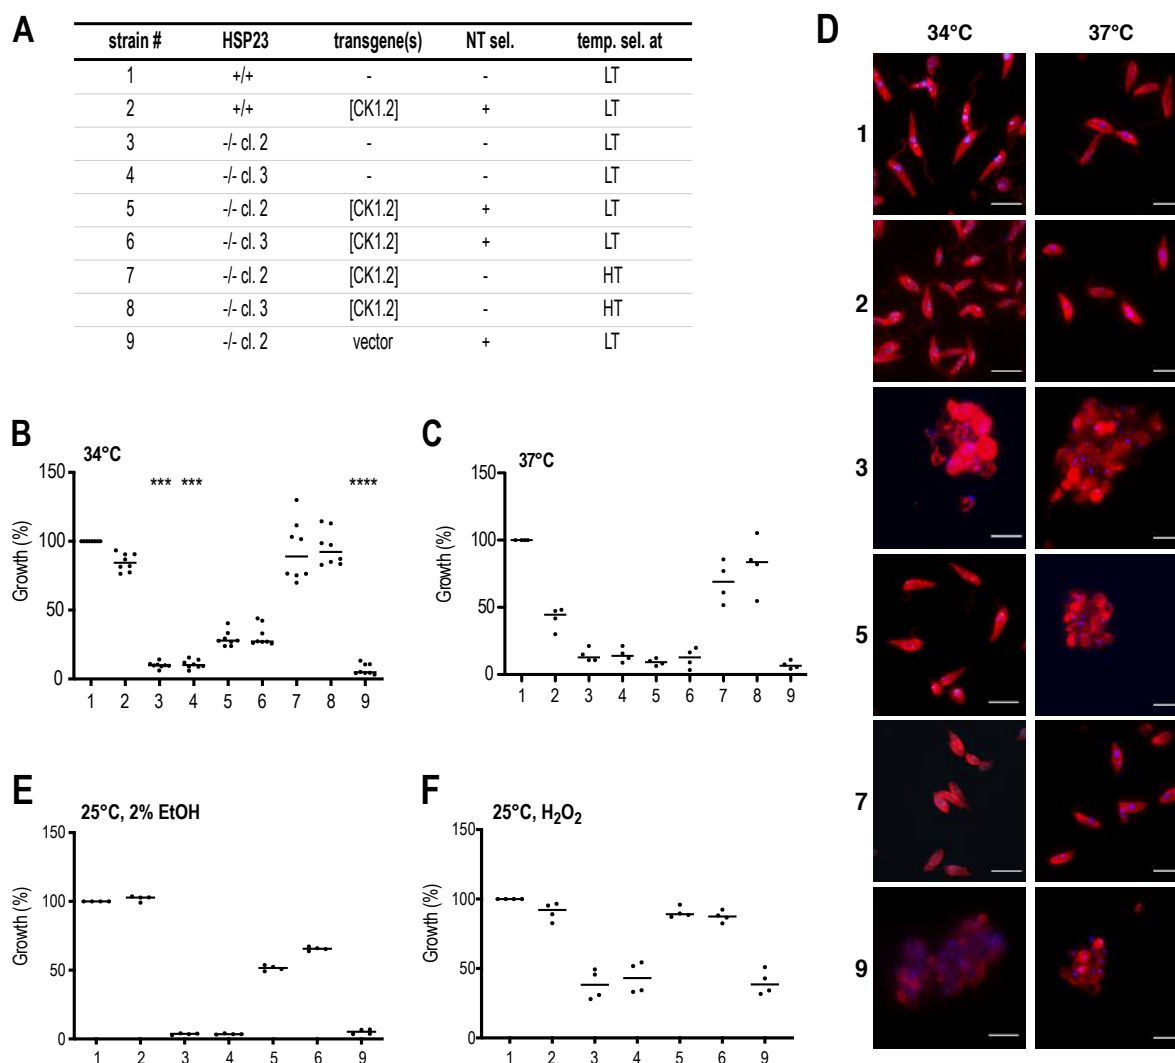 A
strain # HSP23 transgene(s) NT sel. temp. sel. at
1 +/+ - - LT
2 +/+ [CK1.2] + LT
3 -/- cl. 2 - - LT
4 -/- cl. 3 - - LT
5 -/- cl. 2 [CK1.2] + LT
6 -/- cl. 3 [CK1.2] + LT
7 -/- cl. 2 [CK1.2] - HT
8 -/- cl. 3 [CK1.2] - HT
9 -/- cl. 2 vector + LT
B
34°C
Growth (%)
150
100
50
0
*** *** ****
1 2 3 4 5 6 7 8 9
C
37°C
Growth (%)
150
100
50
0
1 2 3 4 5 6 7 8 9
D
34°C 37°C
1
2
3
5
7
9
E
25°C, 2% EtOH
Growth (%)
150
100
50
0
1 2 3 4 5 6 9
F
25°C, H₂O₂
Growth (%)
150
100
50
0
1 2 3 4 5 6 9